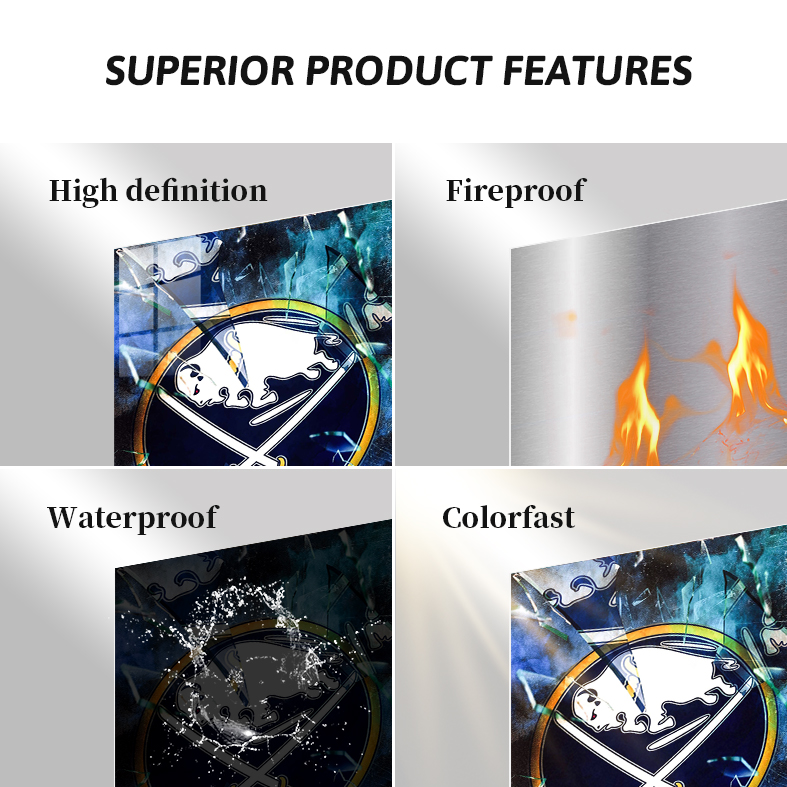 SUPERIOR PRODUCT FEATURES
High definition
Fireproof
Waterproof
Colorfast